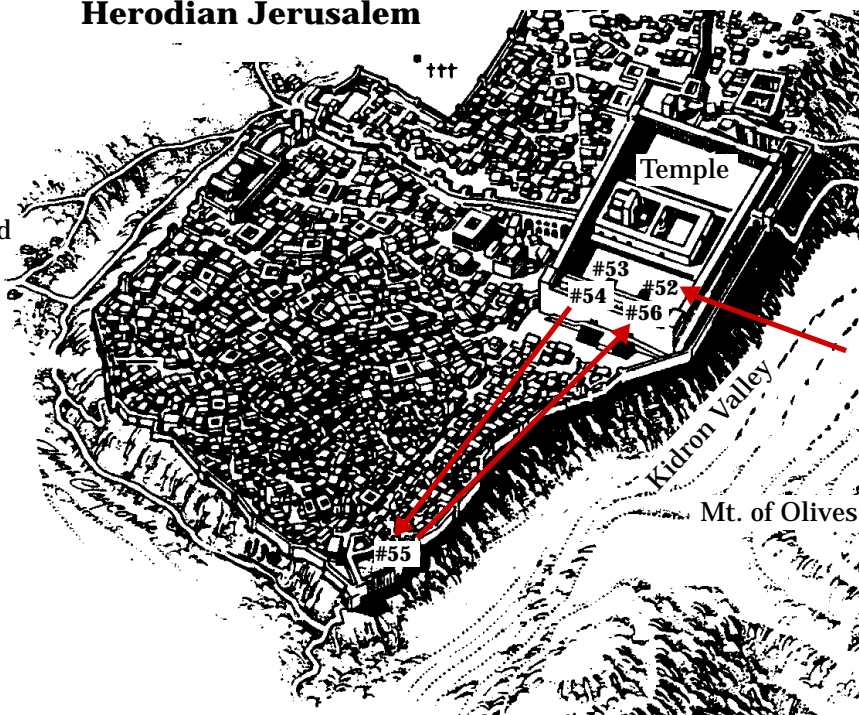 Herodian Jerusalem
†††
Temple
d
#53
#52
#54
#56
Kidron Valley
Mt. of Olives
#55